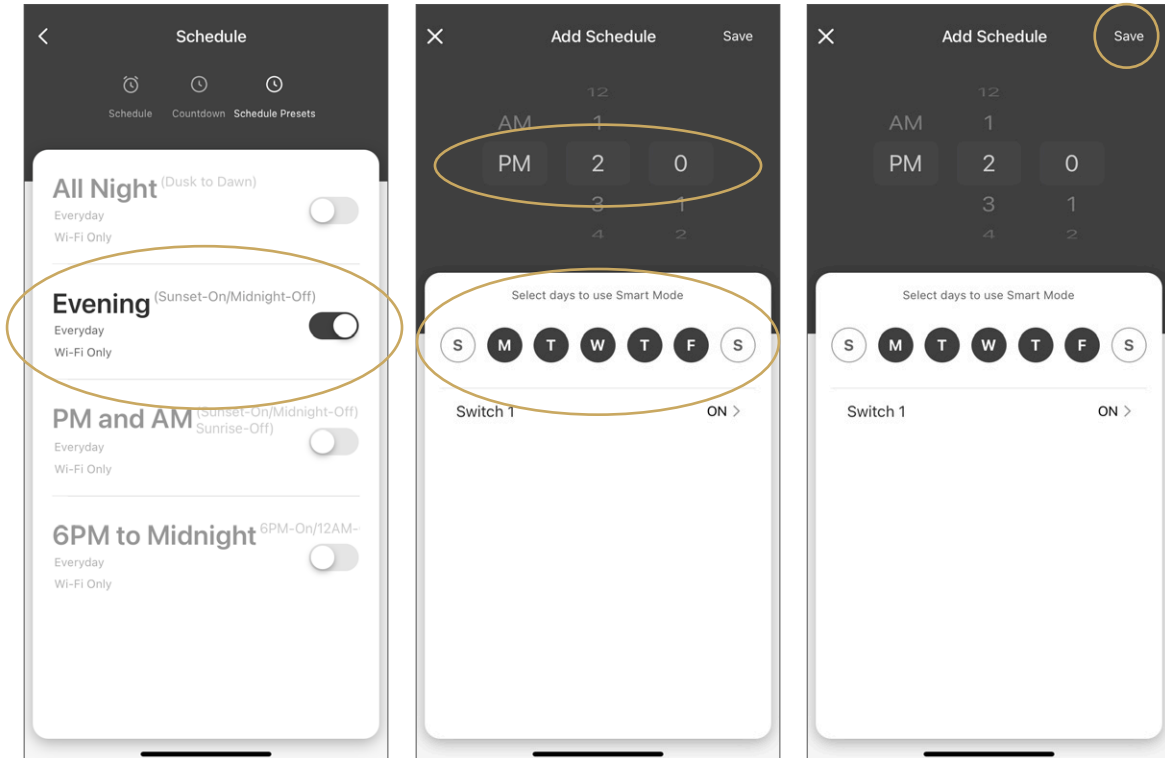 Schedule
Schedule Countdown Schedule Presets
All Night (Dusk to Dawn)
Everyday
Wi-Fi Only
Evening (Sunset-On/Midnight-Off)
Everyday
Wi-Fi Only
PM and AM (Sunset-On/Midnight-Off)
Sunrise-Off)
Everyday
Wi-Fi Only
6PM to Midnight 6PM-On/12AM-
Everyday
Wi-Fi Only
Add Schedule Save
12
AM 1
PM 2 0
3 1
4 2
Select days to use Smart Mode
S M T W T F S
Switch 1 ON >
Add Schedule Save
12
AM 1
PM 2 0
3 1
4 2
Select days to use Smart Mode
S M T W T F S
Switch 1 ON >